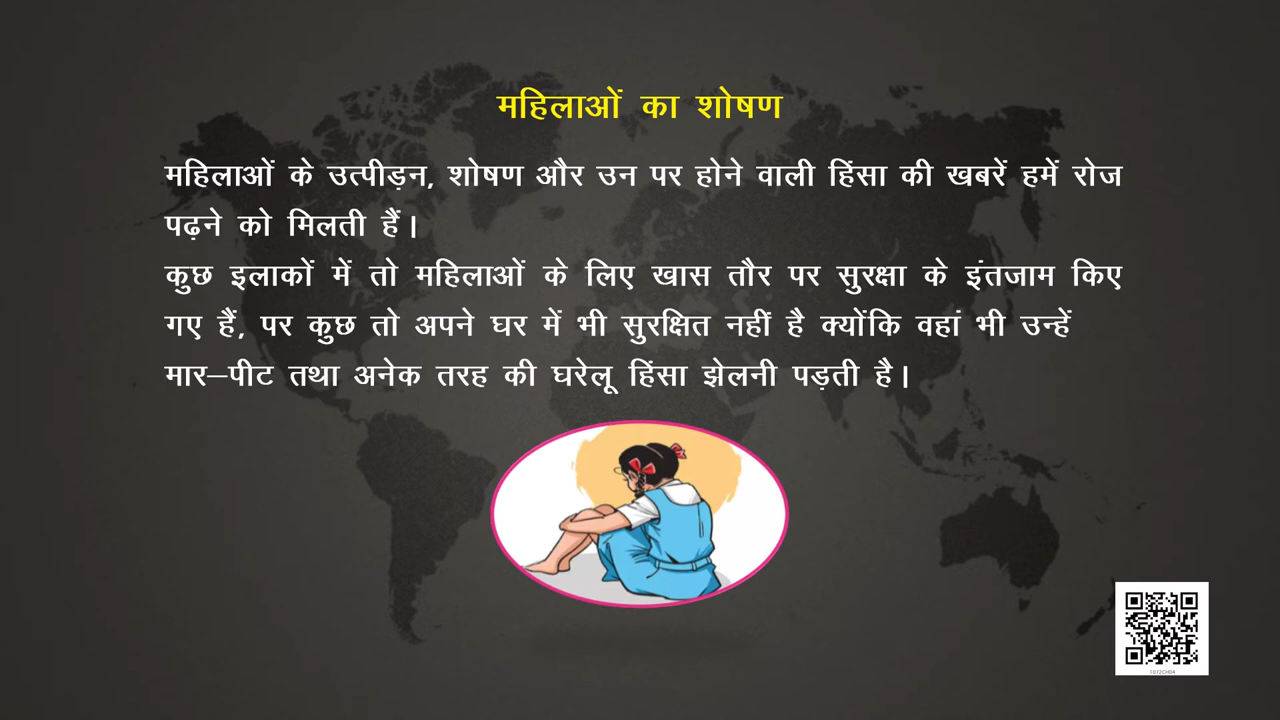 महिलाओं का शोषण
महिलाओं के उत्पीड़न, शोषण और उन पर होने वाली हिंसा की खबरें हमें रोज
पढ़ने को मिलती हैं।
कुछ इलाकों में तो महिलाओं के लिए खास तौर पर सुरक्षा के इंतजाम किए
गए हैं, पर कुछ तो अपने घर में भी सुरक्षित नहीं है क्योंकि वहां भी उन्हें
मार–पीट तथा अनेक तरह की घरेलू हिंसा झेलनी पड़ती है।
1072CH04